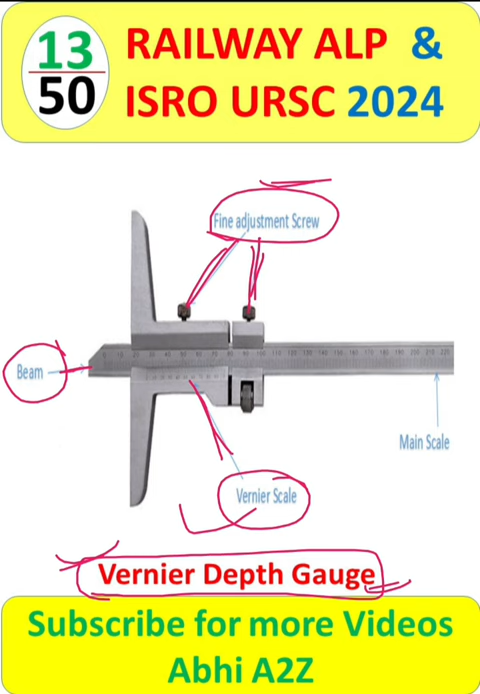 13
50
RAILWAY ALP &
ISRO URSC 2024
Fine adjustment Screw
Beam
Main Scale
Vernier Scale
Vernier Depth Gauge
Subscribe for more Videos
Abhi A2Z